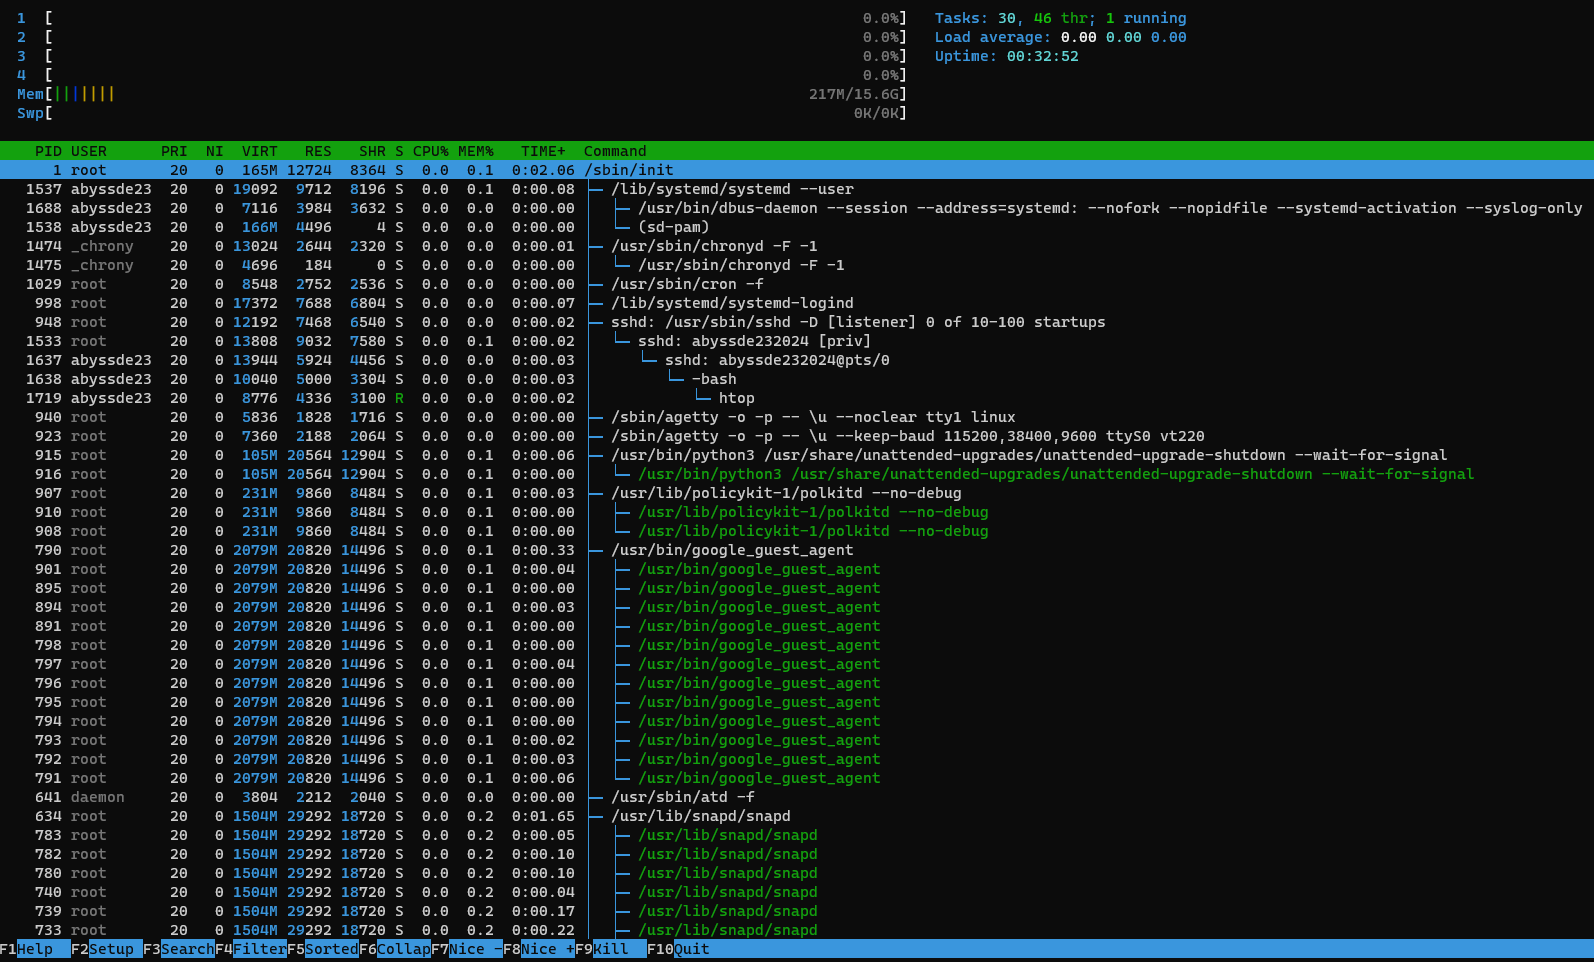 1 [ 0.0%] Tasks: 30, 46 thr; 1 running
2 [ 0.0%] Load average: 0.00 0.00 0.00
3 [ 0.0%] Uptime: 00:32:52
4 [ 0.0%]
Mem[||||||| 217M/15.6G]
Swp[ 0K/0K]
PID USER PRI NI VIRT RES SHR S CPU% MEM% TIME+ Command
1 root 20 0 165M 12724 8364 S 0.0 0.1 0:02.06 /sbin/init
1537 abyssde23 20 0 19092 9712 8196 S 0.0 0.1 0:00.08 ├─ /lib/systemd/systemd --user
1688 abyssde23 20 0 7116 3984 3632 S 0.0 0.0 0:00.00 │ ├─ /usr/bin/dbus-daemon --session --address=systemd: --nofork --nopidfile --systemd-activation --syslog-only
1538 abyssde23 20 0 166M 4496 4 S 0.0 0.0 0:00.00 │ └─ (sd-pam)
1474 _chrony 20 0 13024 2644 2320 S 0.0 0.0 0:00.01 ├─ /usr/sbin/chronyd -F -1
1475 _chrony 20 0 4696 184 0 S 0.0 0.0 0:00.00 │ └─ /usr/sbin/chronyd -F -1
1029 root 20 0 8548 2752 2536 S 0.0 0.0 0:00.00 ├─ /usr/sbin/cron -f
998 root 20 0 17372 7688 6804 S 0.0 0.0 0:00.07 ├─ /lib/systemd/systemd-logind
948 root 20 0 12192 7468 6540 S 0.0 0.0 0:00.02 ├─ sshd: /usr/sbin/sshd -D [listener] 0 of 10-100 startups
1533 root 20 0 13808 9032 7580 S 0.0 0.1 0:00.02 │ └─ sshd: abyssde232024 [priv]
1637 abyssde23 20 0 13944 5924 4456 S 0.0 0.0 0:00.03 │ └─ sshd: abyssde232024@pts/0
1638 abyssde23 20 0 10040 5000 3304 S 0.0 0.0 0:00.03 │ └─ -bash
1719 abyssde23 20 0 8776 4336 3100 R 0.0 0.0 0:00.02 │ └─ htop
940 root 20 0 5836 1828 1716 S 0.0 0.0 0:00.00 ├─ /sbin/agetty -o -p -- \u --noclear tty1 linux
923 root 20 0 7360 2188 2064 S 0.0 0.0 0:00.00 ├─ /sbin/agetty -o -p -- \u --keep-baud 115200,38400,9600 ttyS0 vt220
915 root 20 0 105M 20564 12904 S 0.0 0.1 0:00.06 ├─ /usr/bin/python3 /usr/share/unattended-upgrades/unattended-upgrade-shutdown --wait-for-signal
916 root 20 0 105M 20564 12904 S 0.0 0.1 0:00.00 │ └─ /usr/bin/python3 /usr/share/unattended-upgrades/unattended-upgrade-shutdown --wait-for-signal
907 root 20 0 231M 9860 8484 S 0.0 0.1 0:00.03 ├─ /usr/lib/policykit-1/polkitd --no-debug
910 root 20 0 231M 9860 8484 S 0.0 0.1 0:00.00 │ ├─ /usr/lib/policykit-1/polkitd --no-debug
908 root 20 0 231M 9860 8484 S 0.0 0.1 0:00.00 │ └─ /usr/lib/policykit-1/polkitd --no-debug
790 root 20 0 2079M 20820 14496 S 0.0 0.1 0:00.33 ├─ /usr/bin/google_guest_agent
901 root 20 0 2079M 20820 14496 S 0.0 0.1 0:00.04 │ ├─ /usr/bin/google_guest_agent
895 root 20 0 2079M 20820 14496 S 0.0 0.1 0:00.00 │ ├─ /usr/bin/google_guest_agent
894 root 20 0 2079M 20820 14496 S 0.0 0.1 0:00.03 │ ├─ /usr/bin/google_guest_agent
891 root 20 0 2079M 20820 14496 S 0.0 0.1 0:00.00 │ ├─ /usr/bin/google_guest_agent
798 root 20 0 2079M 20820 14496 S 0.0 0.1 0:00.00 │ ├─ /usr/bin/google_guest_agent
797 root 20 0 2079M 20820 14496 S 0.0 0.1 0:00.04 │ ├─ /usr/bin/google_guest_agent
796 root 20 0 2079M 20820 14496 S 0.0 0.1 0:00.00 │ ├─ /usr/bin/google_guest_agent
795 root 20 0 2079M 20820 14496 S 0.0 0.1 0:00.00 │ ├─ /usr/bin/google_guest_agent
794 root 20 0 2079M 20820 14496 S 0.0 0.1 0:00.00 │ ├─ /usr/bin/google_guest_agent
793 root 20 0 2079M 20820 14496 S 0.0 0.1 0:00.02 │ ├─ /usr/bin/google_guest_agent
792 root 20 0 2079M 20820 14496 S 0.0 0.1 0:00.03 │ ├─ /usr/bin/google_guest_agent
791 root 20 0 2079M 20820 14496 S 0.0 0.1 0:00.06 │ └─ /usr/bin/google_guest_agent
641 daemon 20 0 3804 2212 2040 S 0.0 0.0 0:00.00 ├─ /usr/sbin/atd -f
634 root 20 0 1504M 29292 18720 S 0.0 0.2 0:01.65 ├─ /usr/lib/snapd/snapd
783 root 20 0 1504M 29292 18720 S 0.0 0.2 0:00.05 │ ├─ /usr/lib/snapd/snapd
782 root 20 0 1504M 29292 18720 S 0.0 0.2 0:00.10 │ ├─ /usr/lib/snapd/snapd
780 root 20 0 1504M 29292 18720 S 0.0 0.2 0:00.10 │ ├─ /usr/lib/snapd/snapd
740 root 20 0 1504M 29292 18720 S 0.0 0.2 0:00.04 │ ├─ /usr/lib/snapd/snapd
739 root 20 0 1504M 29292 18720 S 0.0 0.2 0:00.17 │ ├─ /usr/lib/snapd/snapd
733 root 20 0 1504M 29292 18720 S 0.0 0.2 0:00.22 │ ├─ /usr/lib/snapd/snapd
F1Help F2Setup F3SearchF4FilterF5SortedF6CollapF7Nice -F8Nice +F9Kill F10Quit